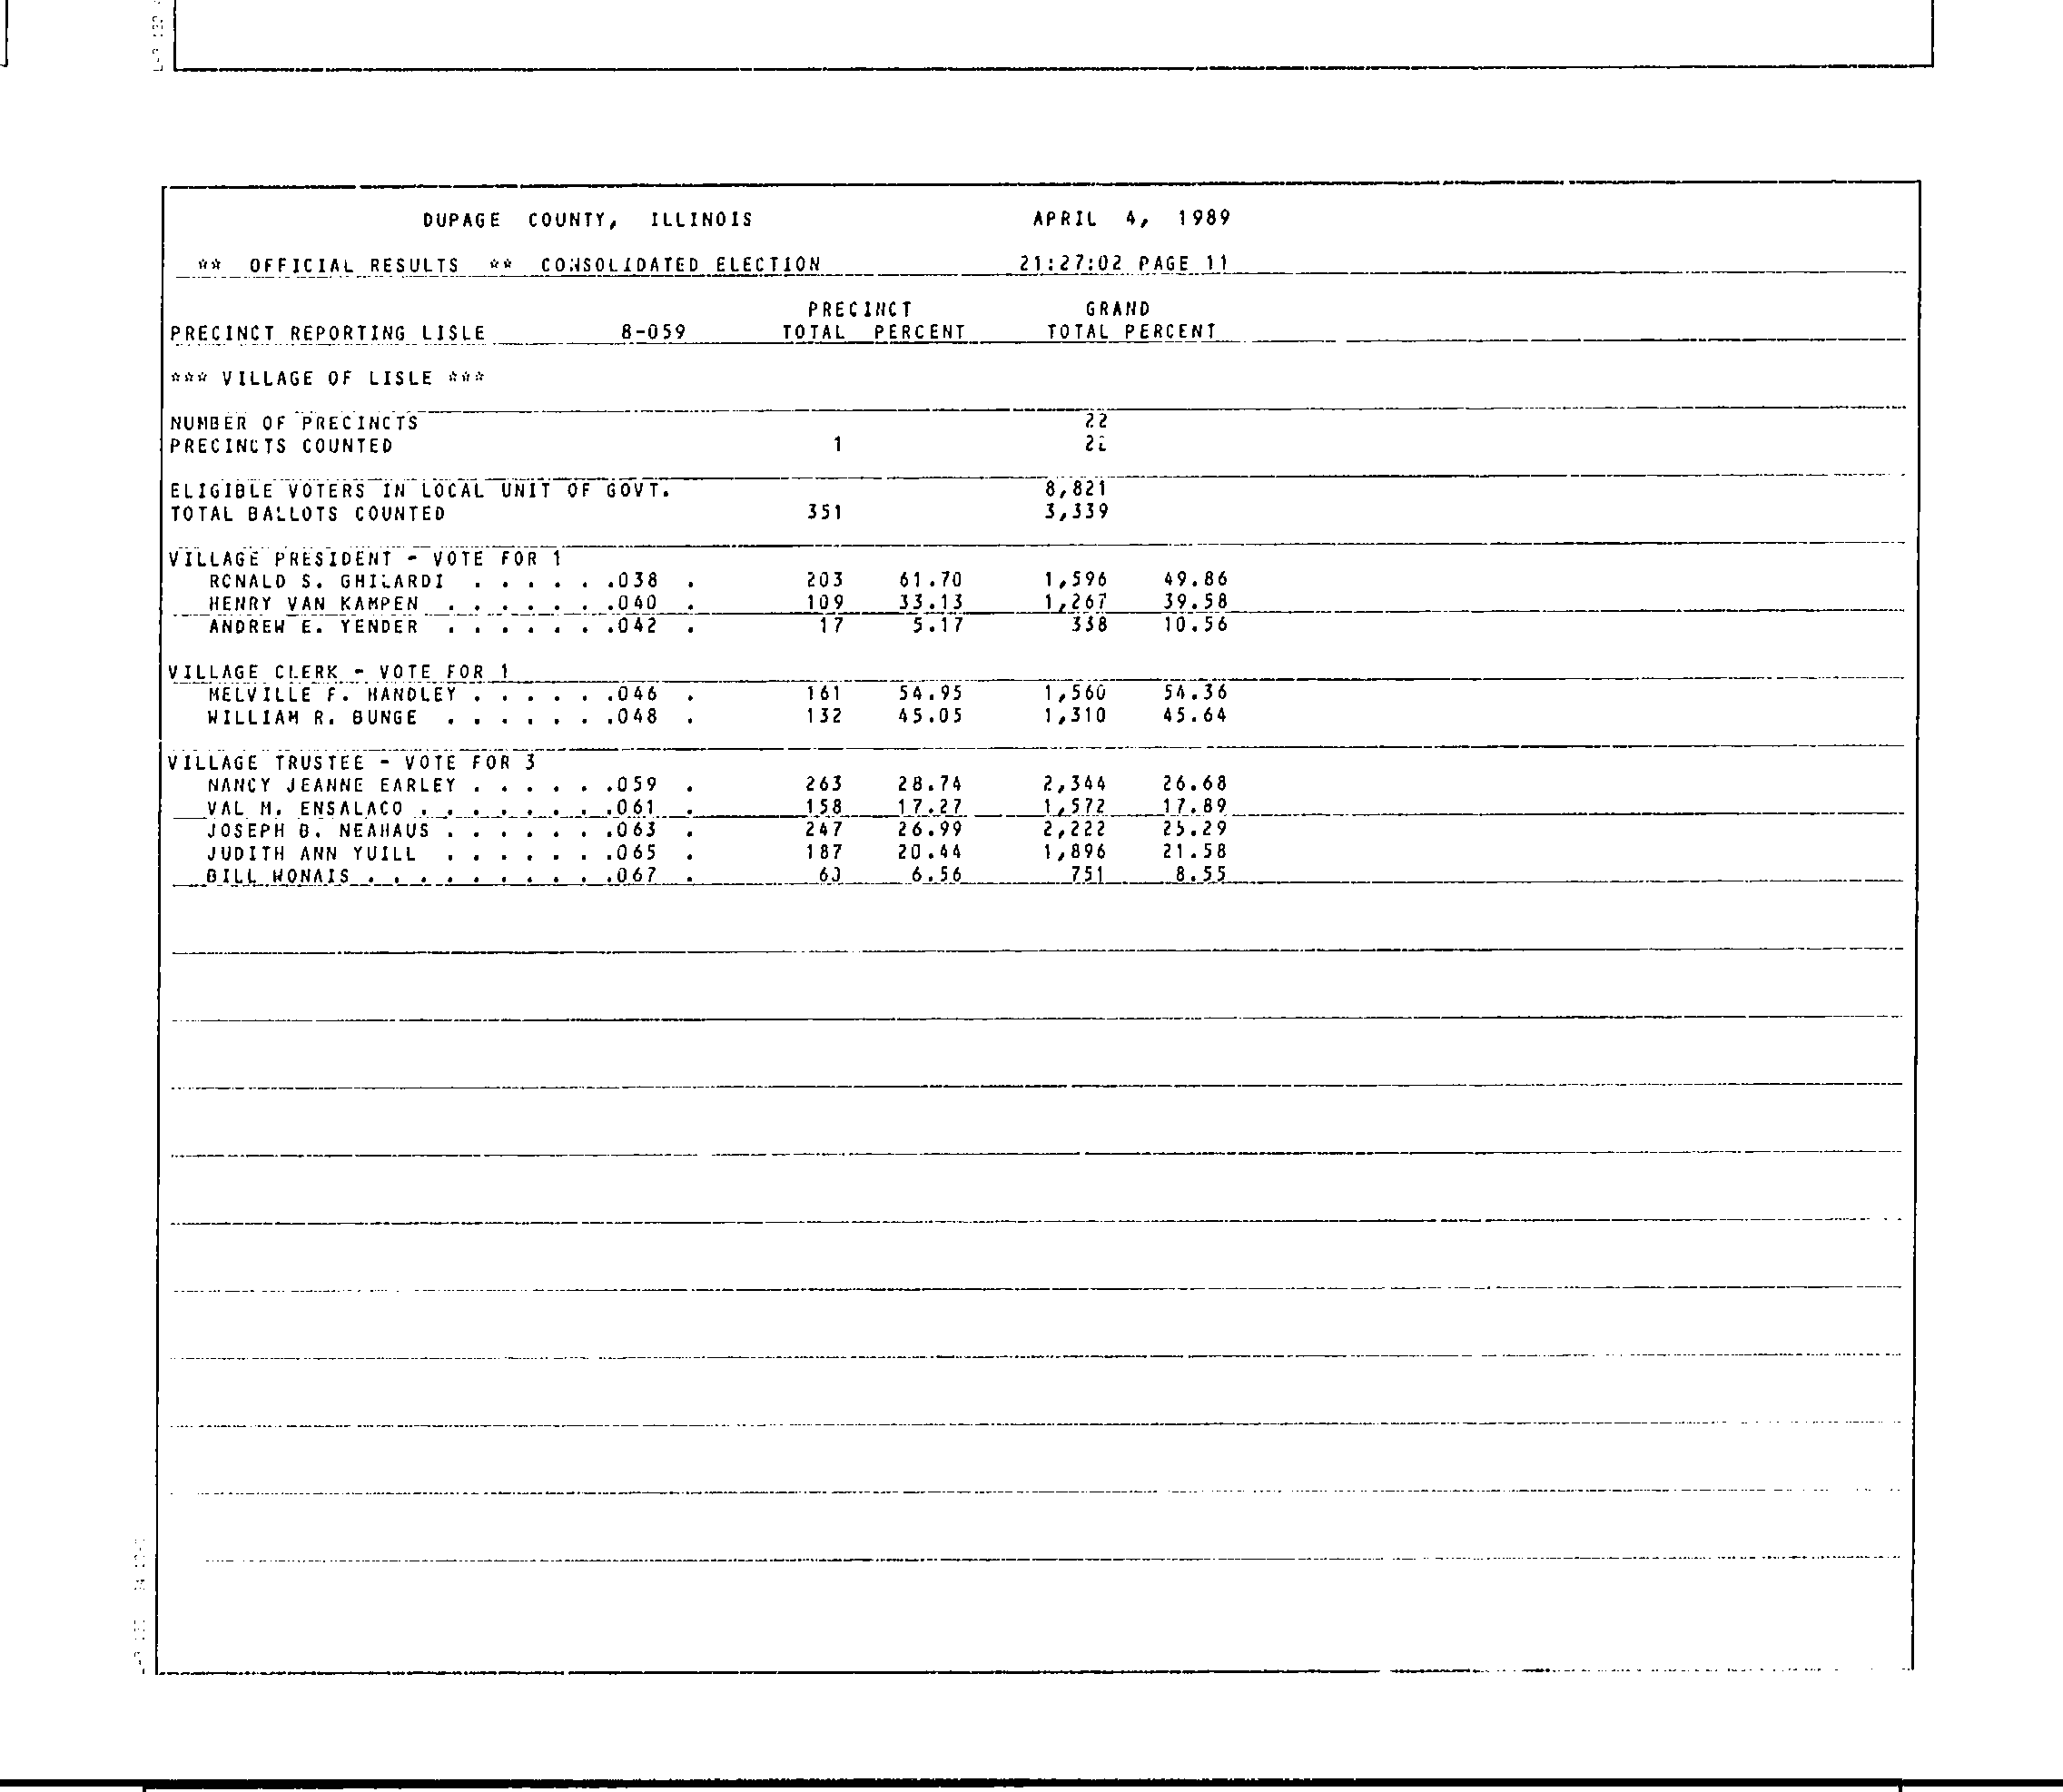 DUPAGE COUNTY, ILLINOIS APRIL 4, 1989
** OFFICIAL RESULTS ** CONSOLIDATED ELECTION 21:27:02 PAGE 11
PRECINCT GRAND
PRECINCT REPORTING LISLE 8-059 TOTAL PERCENT TOTAL PERCENT
*** VILLAGE OF LISLE ***
NUMBER OF PRECINCTS 22
PRECINCTS COUNTED 1 22
ELIGIBLE VOTERS IN LOCAL UNIT OF GOVT. 8,821
TOTAL BALLOTS COUNTED 351 3,339
VILLAGE PRESIDENT - VOTE FOR 1
RONALD S. GHILARDI . . . . . .038 . 203 61.70 1,596 49.86
HENRY VAN KAMPEN . . . . . . .040 . 109 33.13 1,267 39.58
ANDREW E. YENDER . . . . . . .042 . 17 5.17 338 10.56
VILLAGE CLERK - VOTE FOR 1
MELVILLE F. HANDLEY . . . . . .046 . 161 54.95 1,560 54.36
WILLIAM R. BUNGE . . . . . . .048 . 132 45.05 1,310 45.64
VILLAGE TRUSTEE - VOTE FOR 3
NANCY JEANNE EARLEY . . . . . .059 . 263 28.74 2,344 26.68
VAL M. ENSALACO . . . . . . . .061 . 158 17.27 1,572 17.89
JOSEPH B. NEAHAUS . . . . . . .063 . 247 26.99 2,222 25.29
JUDITH ANN YUILL . . . . . . .065 . 187 20.44 1,896 21.58
BILL WONAIS . . . . . . . . . .067 . 60 6.56 751 8.55